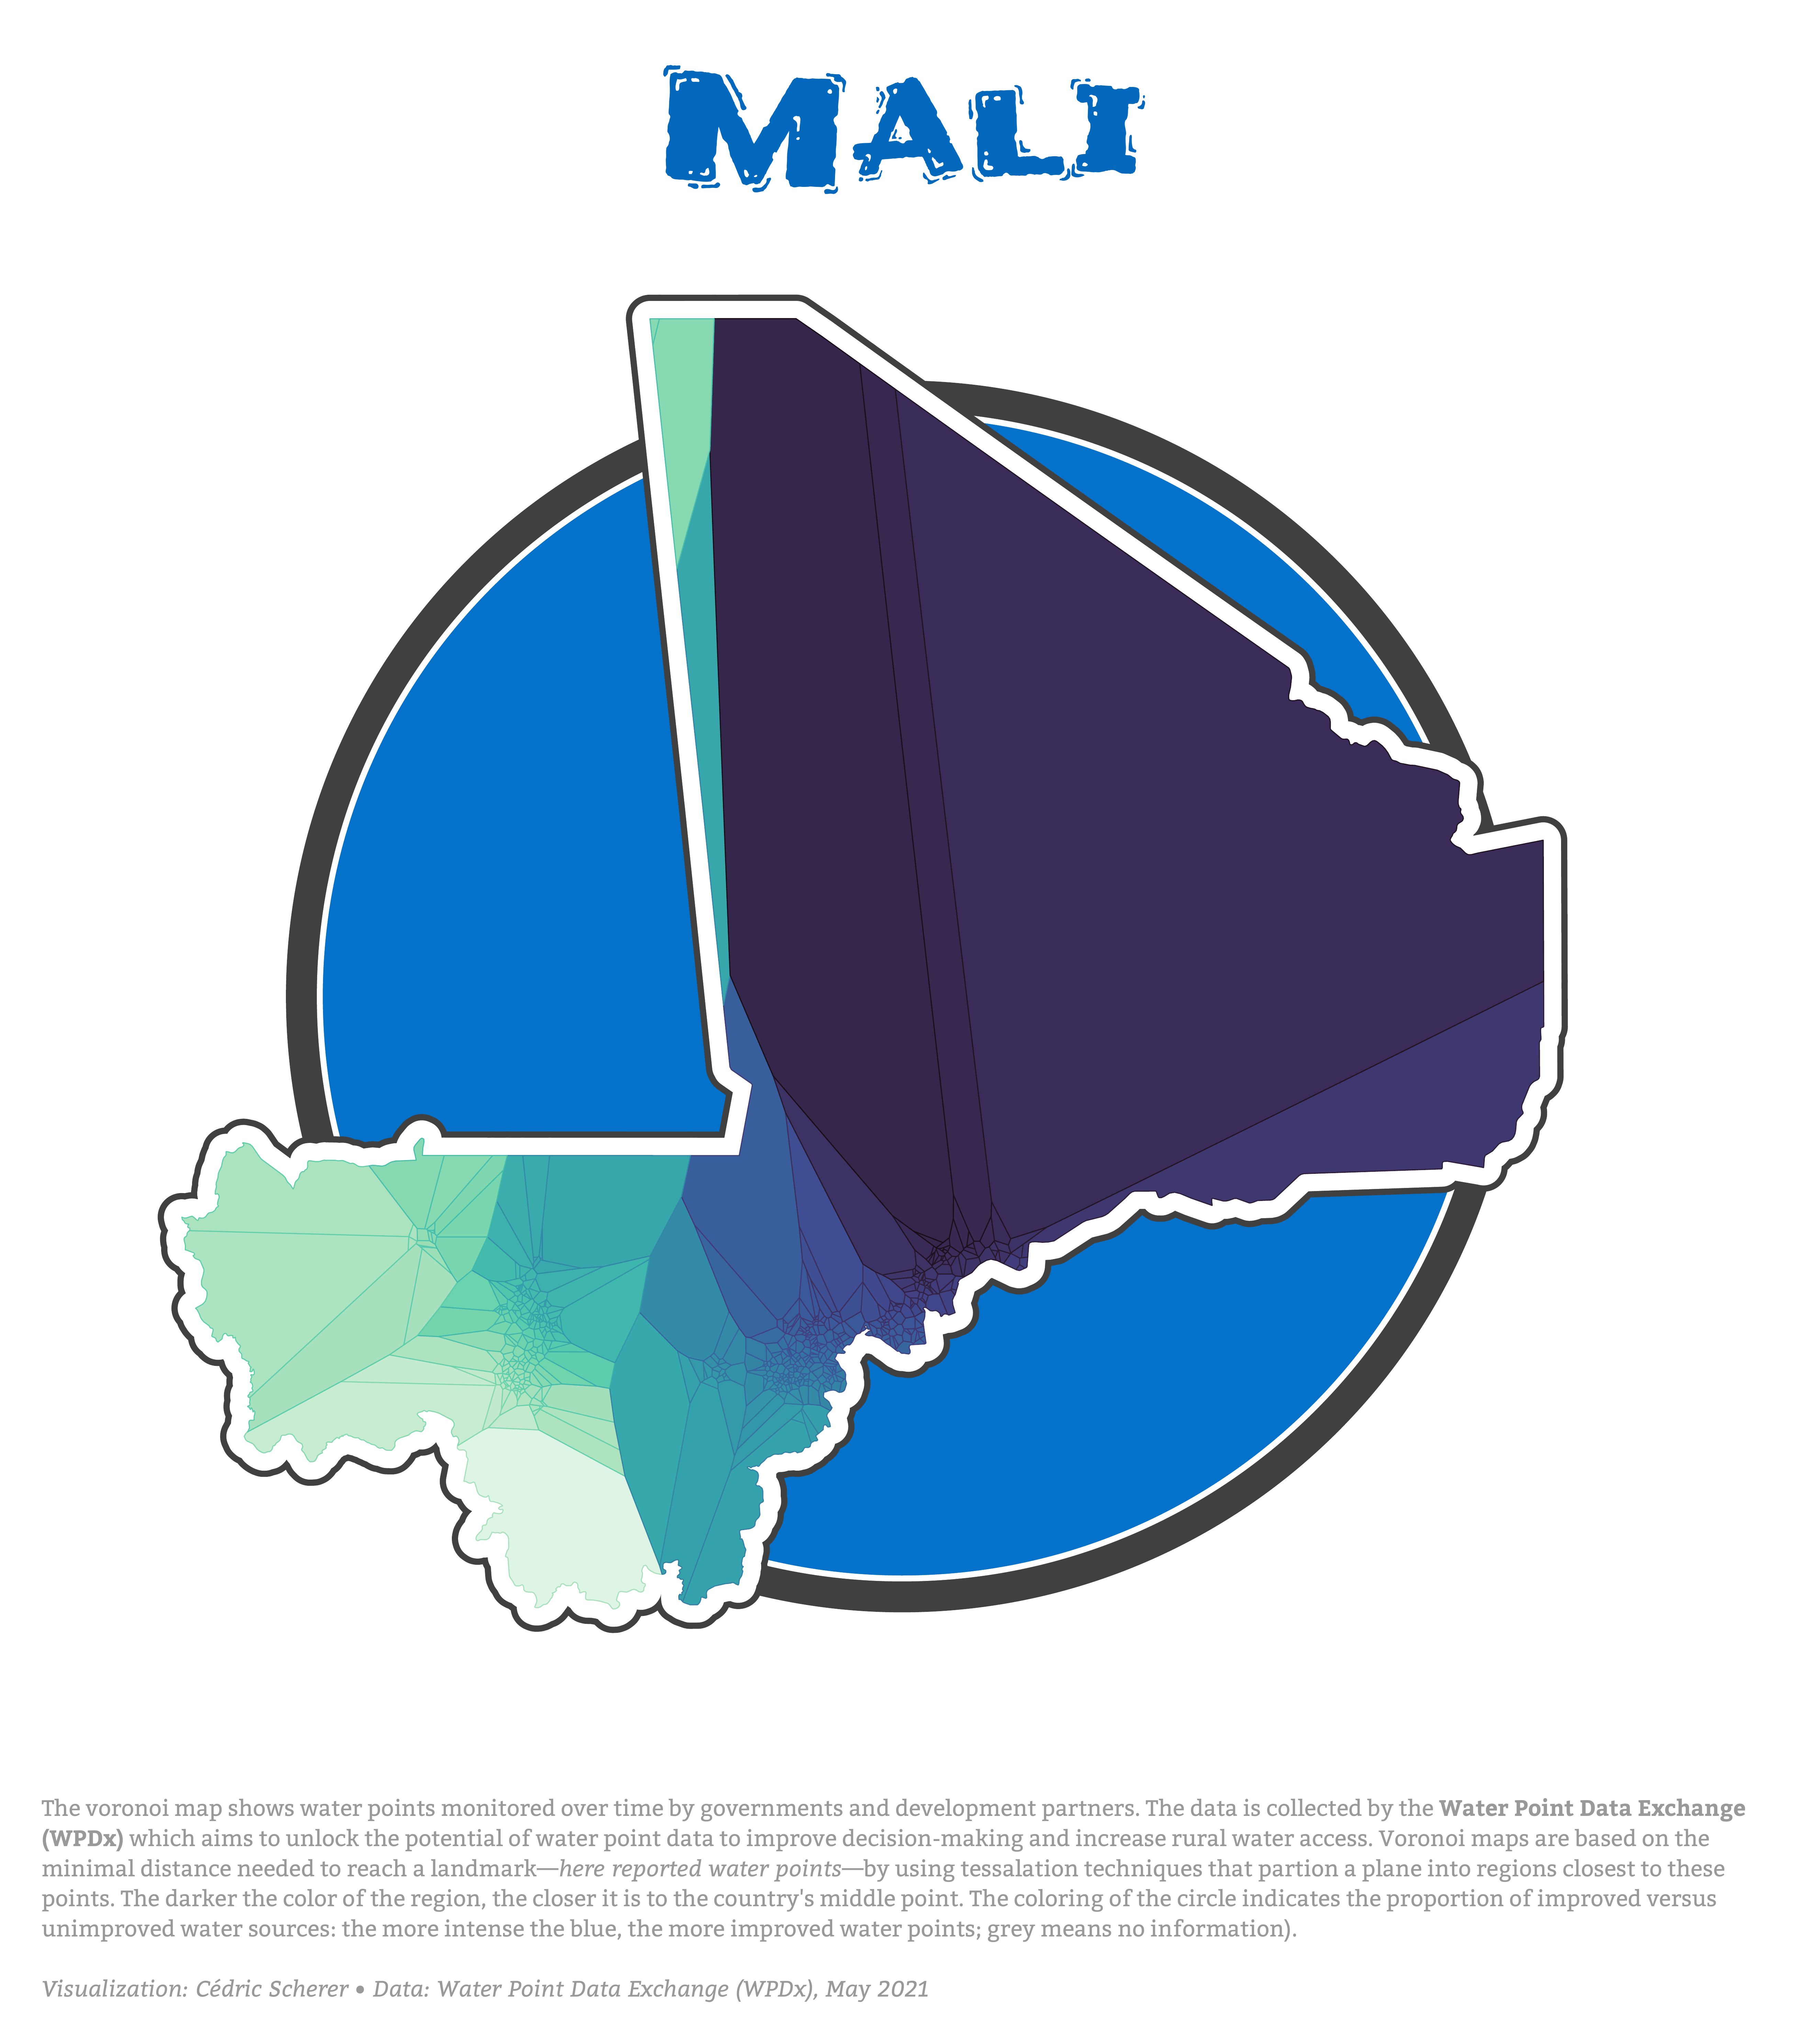 MALI
The voronoi map shows water points monitored over time by governments and development partners. The data is collected by the Water Point Data Exchange
(WPDx) which aims to unlock the potential of water point data to improve decision-making and increase rural water access. Voronoi maps are based on the
minimal distance needed to reach a landmark—here reported water points—by using tessalation techniques that partion a plane into regions closest to these
points. The darker the color of the region, the closer it is to the country's middle point. The coloring of the circle indicates the proportion of improved versus
unimproved water sources: the more intense the blue, the more improved water points; grey means no information).
Visualization: Cédric Scherer • Data: Water Point Data Exchange (WPDx), May 2021